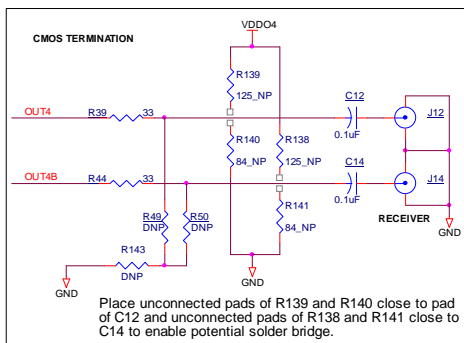 VDDO4
CMOS TERMINATION
R139
125_NP
C12
J12
OUT4
R39
33
0.1uF
R140
84_NP
R138
125_NP
C14
J14
OUT4B
R44
33
0.1uF
R49
DNP
R50
DNP
R141
84_NP
RECEIVER
GND
R143
DNP
GND
GND
Place unconnected pads of R139 and R140 close to pad
of C12 and unconnected pads of R138 and R141 close to
C14 to enable potential solder bridge.